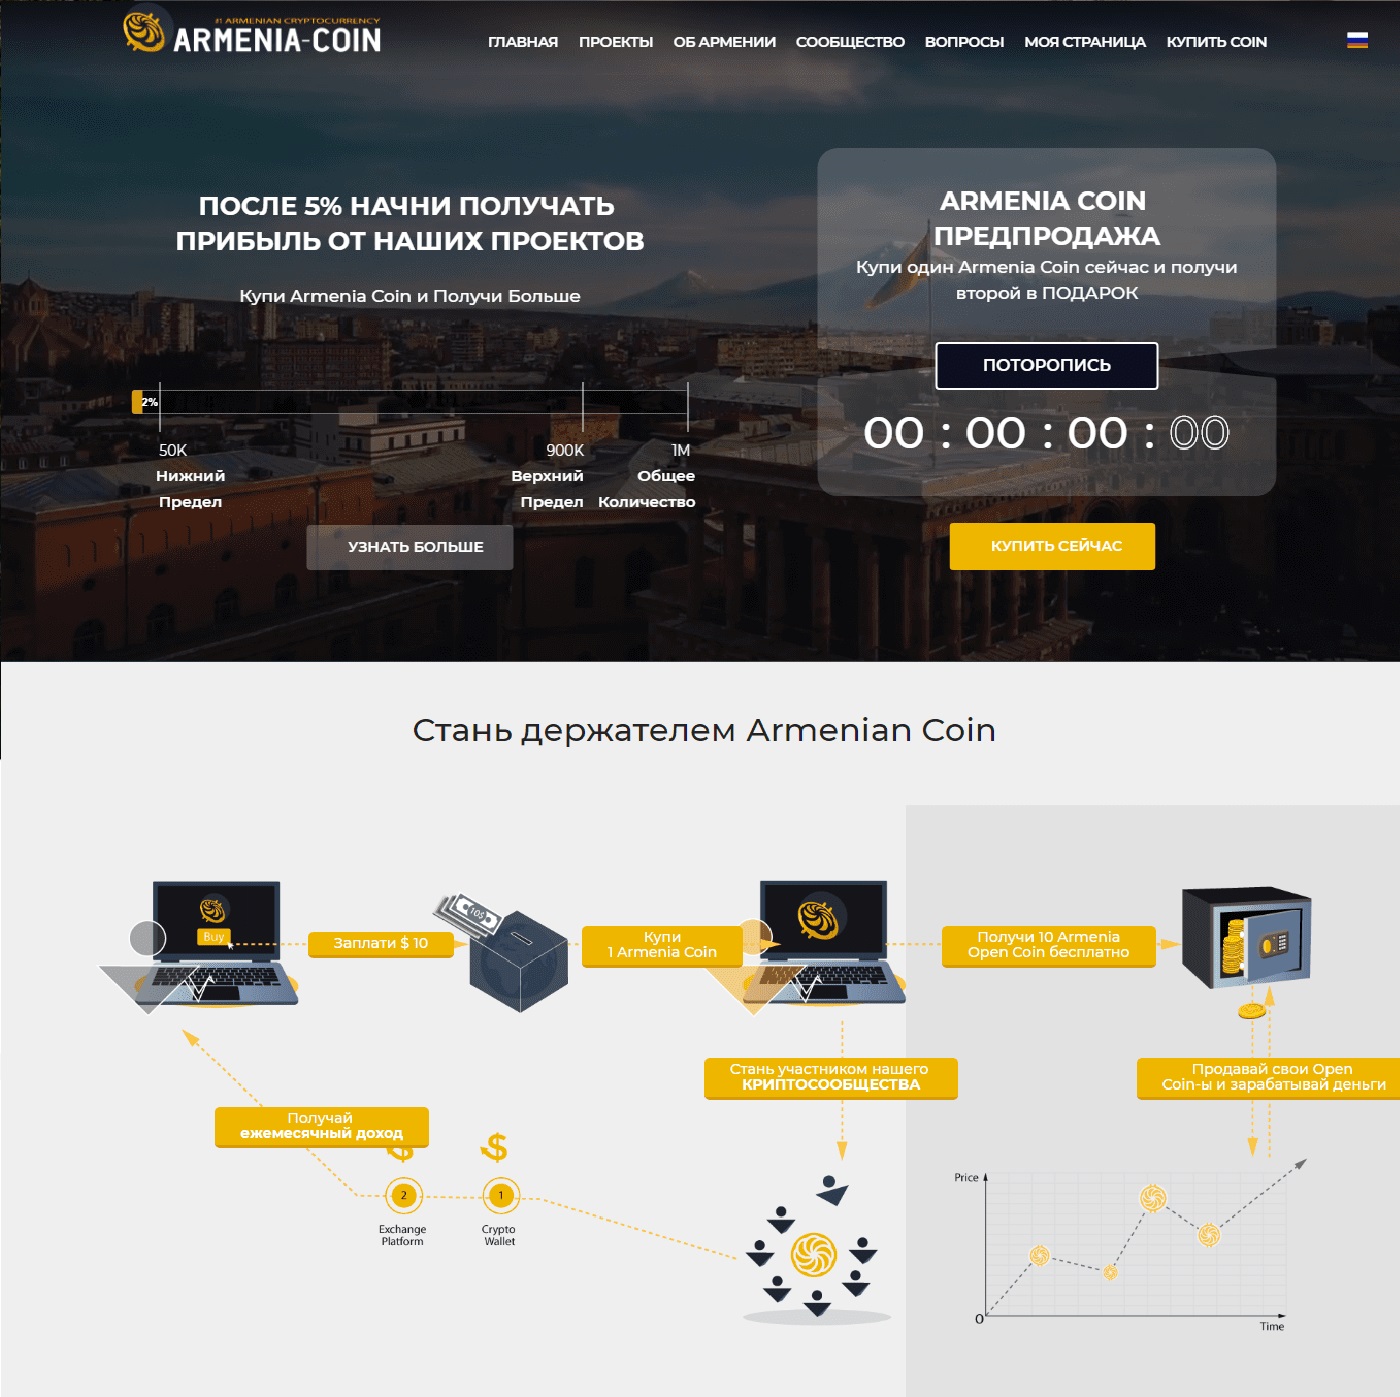 #1 ARMENIAN CRYPTOCURRENCY
ARMENIA-COIN
ГЛАВНАЯ ПРОЕКТЫ ОБ АРМЕНИИ СООБЩЕСТВО ВОПРОСЫ МОЯ СТРАНИЦА КУПИТЬ COIN
ПОСЛЕ 5% НАЧНИ ПОЛУЧАТЬ
ПРИБЫЛЬ ОТ НАШИХ ПРОЕКТОВ
Купи Armenia Coin и Получи Больше
2%
50K 900K 1M
Нижний Верхний Общее
Предел Предел Количество
УЗНАТЬ БОЛЬШЕ
ARMENIA COIN
ПРЕДПРОДАЖА
Купи один Armenia Coin сейчас и получи
второй в ПОДАРОК
ПОТОРОПИСЬ
00 : 00 : 00 : 00
КУПИТЬ СЕЙЧАС
Стань держателем Armenian Coin
Buy
Заплати $ 10
10$
Купи
1 Armenia Coin
Получи 10 Armenia
Open Coin бесплатно
Стань участником нашего
КРИПТОСООБЩЕСТВА
Продавай свои Open
Coin-ы и зарабатывай деньги
Получай
ежемесячный доход
$ $
2 1
Exchange
Platform
Crypto
Wallet
Price
0
Time